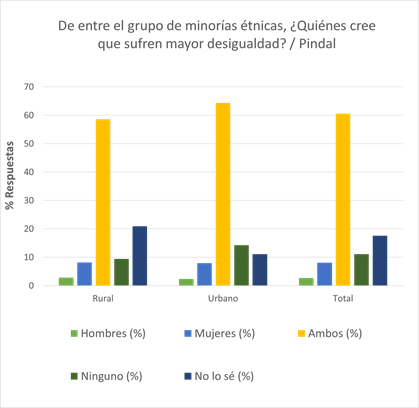 De entre el grupo de minorías étnicas, ¿Quiénes cree
que sufren mayor desigualdad? / Pindal
70
60
50
40
30
20
10
0
% Respuestas
Rural
Urbano
Total
Hombres (%)
Mujeres (%)
Ambos (%)
Ninguno (%)
No lo sé (%)